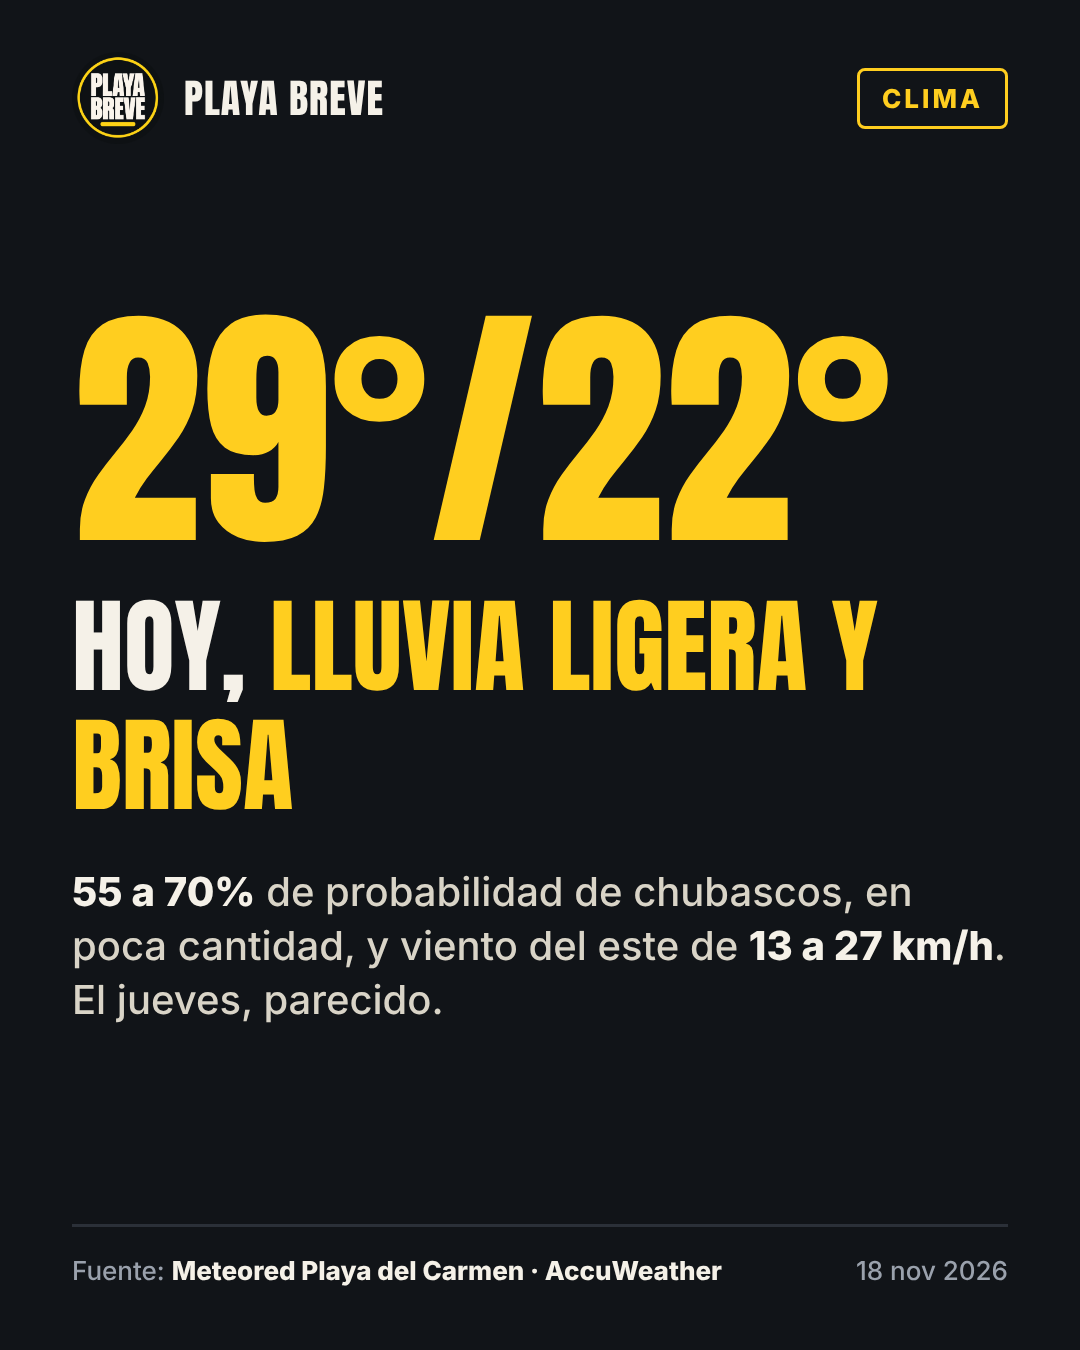 PLAYA
BREVE
PLAYA BREVE
CLIMA
29°/22°
HOY, LLUVIA LIGERA Y
BRISA
55 a 70% de probabilidad de chubascos, en
poca cantidad, y viento del este de 13 a 27 km/h.
El jueves, parecido.
Fuente: Meteored Playa del Carmen · AccuWeather
18 nov 2026